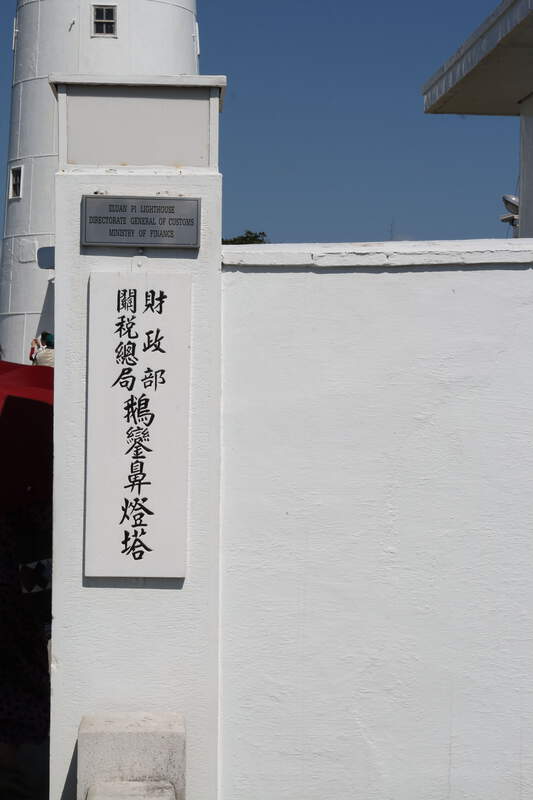 ELUAN PI LIGHTHOUSE
DIRECTORATE GENERAL OF CUSTOMS
MINISTRY OF FINANCE
財政部
關稅總局
鵝鑾鼻燈塔